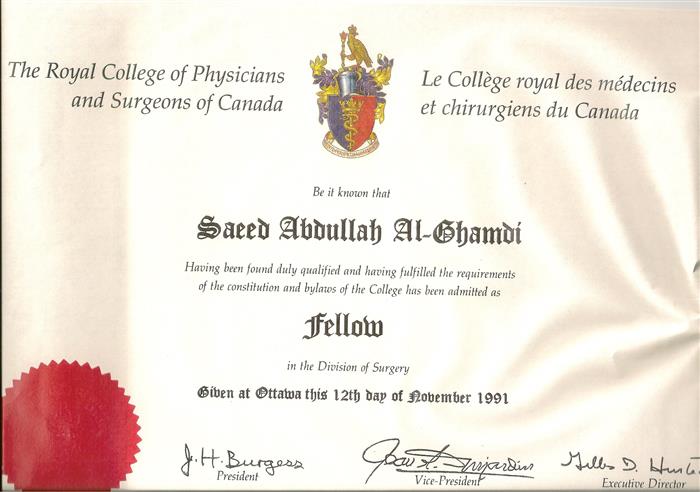 The Royal College of Physicians
and Surgeons of Canada
Le Collège royal des médecins
et chirurgiens du Canada
Be it known that
Saeed Abdullah Al-Ghamdi
Having been found duly qualified and having fulfilled the requirements
of the constitution and bylaws of the College has been admitted as
Fellow
in the Division of Surgery
Given at Ottawa this 12th day of November 1991
J.H. Burgess
President
Vice-President
Executive Director